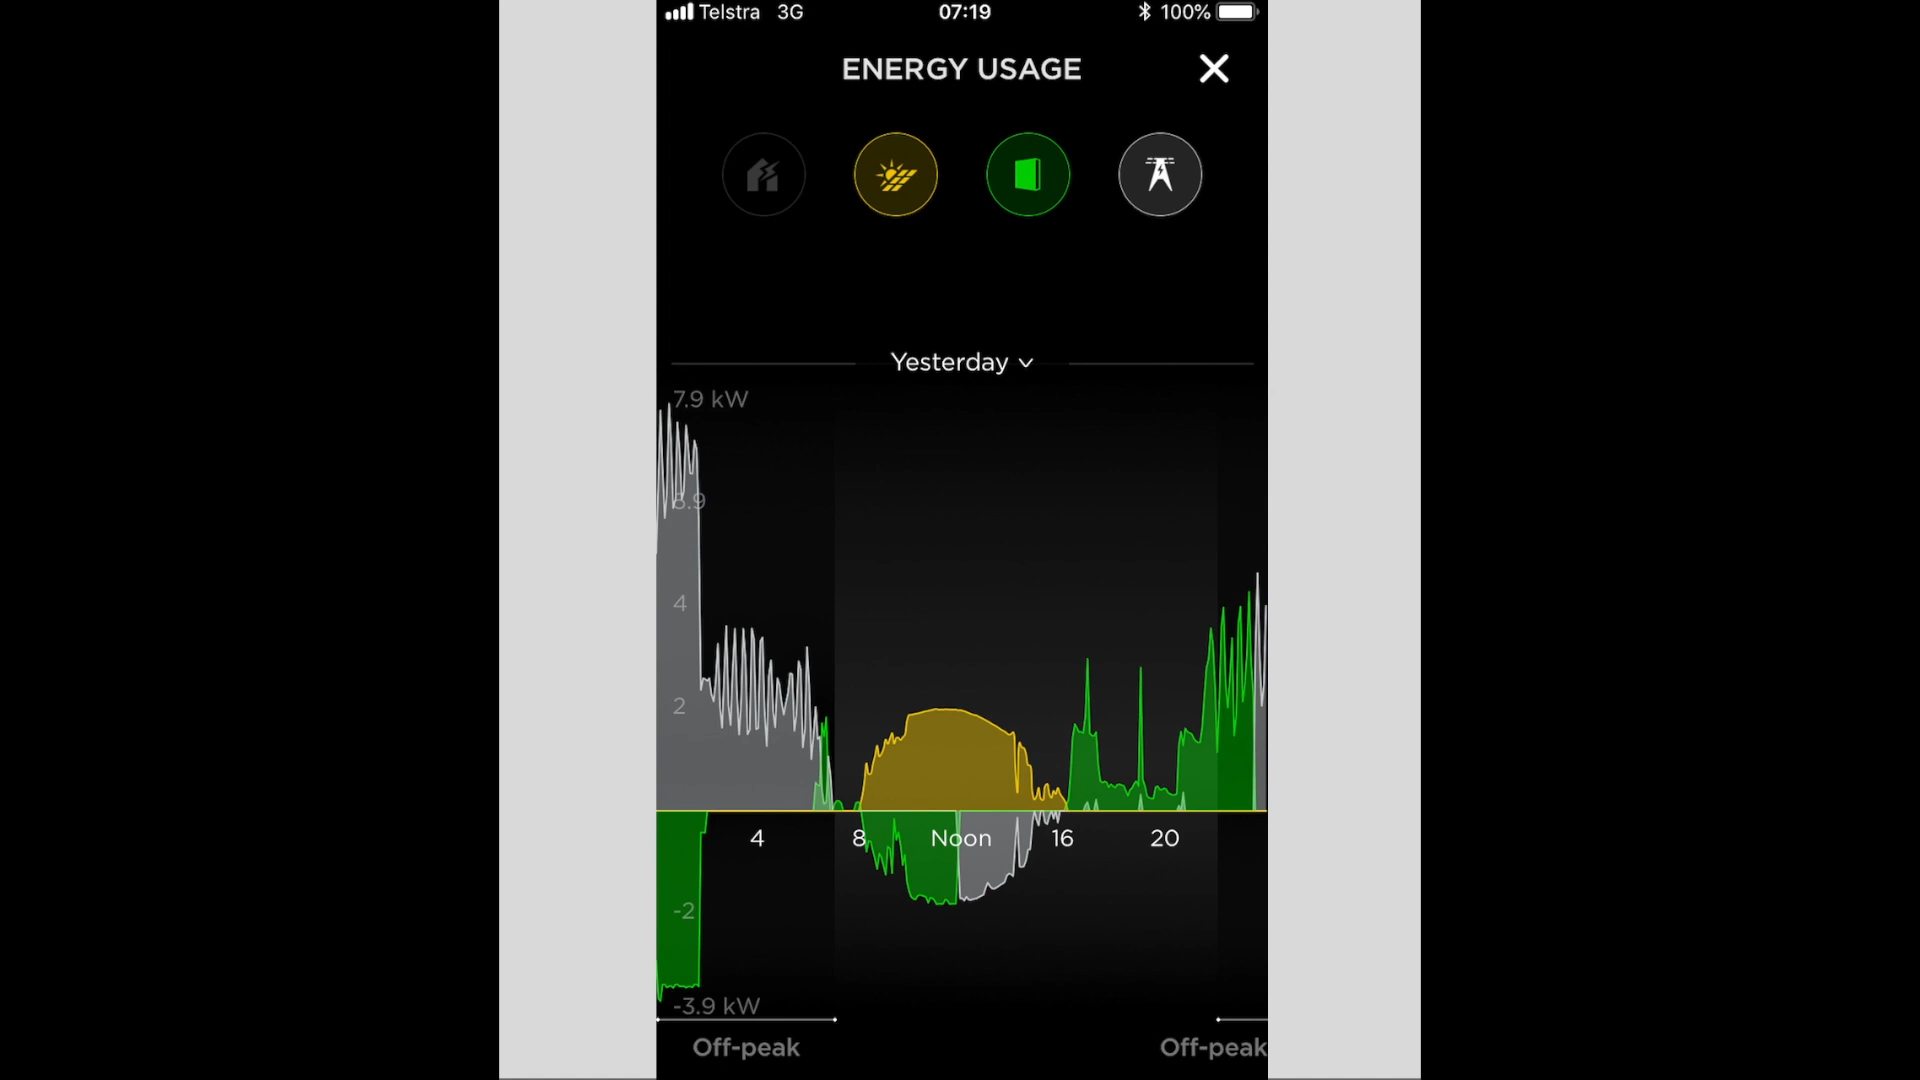 Telstra 3G 07:19 100%
ENERGY USAGE
Yesterday
7.9 kW
4
2
4 8 Noon 16 20
-2
-3.9 kW
Off-peak Off-peak